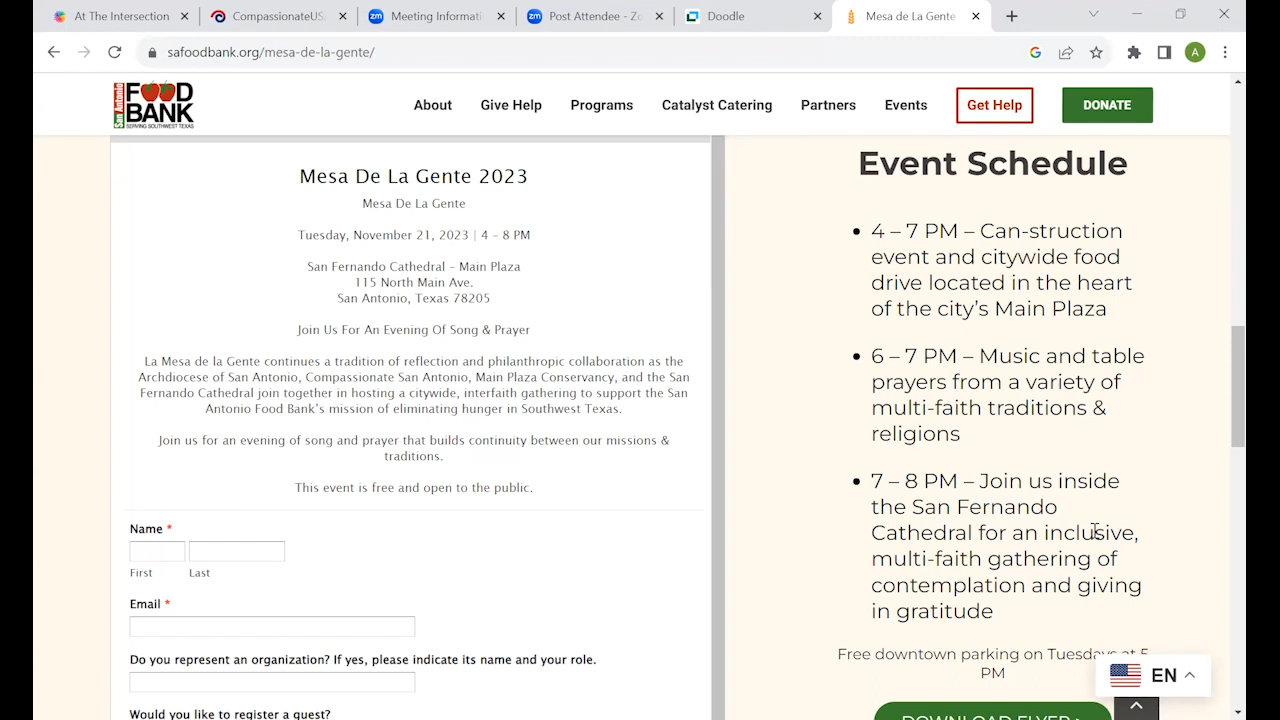 At The Intersection
CompassionateUS
Meeting Informati
Post Attendee - Zo
Doodle
Mesa de La Gente
safoodbank.org/mesa-de-la-gente/
A
San Antonio
FOOD
BANK
SERVING SOUTHWEST TEXAS
About
Give Help
Programs
Catalyst Catering
Partners
Events
Get Help
DONATE
Mesa De La Gente 2023
Mesa De La Gente
Tuesday, November 21, 2023 | 4 – 8 PM
San Fernando Cathedral – Main Plaza
115 North Main Ave.
San Antonio, Texas 78205
Join Us For An Evening Of Song & Prayer
La Mesa de la Gente continues a tradition of reflection and philanthropic collaboration as the
Archdiocese of San Antonio, Compassionate San Antonio, Main Plaza Conservancy, and the San
Fernando Cathedral join together in hosting a citywide, interfaith gathering to support the San
Antonio Food Bank's mission of eliminating hunger in Southwest Texas.
Join us for an evening of song and prayer that builds continuity between our missions &
traditions.
This event is free and open to the public.
Name *
First
Last
Email *
Do you represent an organization? If yes, please indicate its name and your role.
Would you like to register a guest?
Event Schedule
• 4 – 7 PM – Can-struction
event and citywide food
drive located in the heart
of the city's Main Plaza
• 6 – 7 PM – Music and table
prayers from a variety of
multi-faith traditions &
religions
• 7 – 8 PM – Join us inside
the San Fernando
Cathedral for an inclusive,
multi-faith gathering of
contemplation and giving
in gratitude
Free downtown parking on Tuesdays at 5
PM
EN
DOWNLOAD FLYER